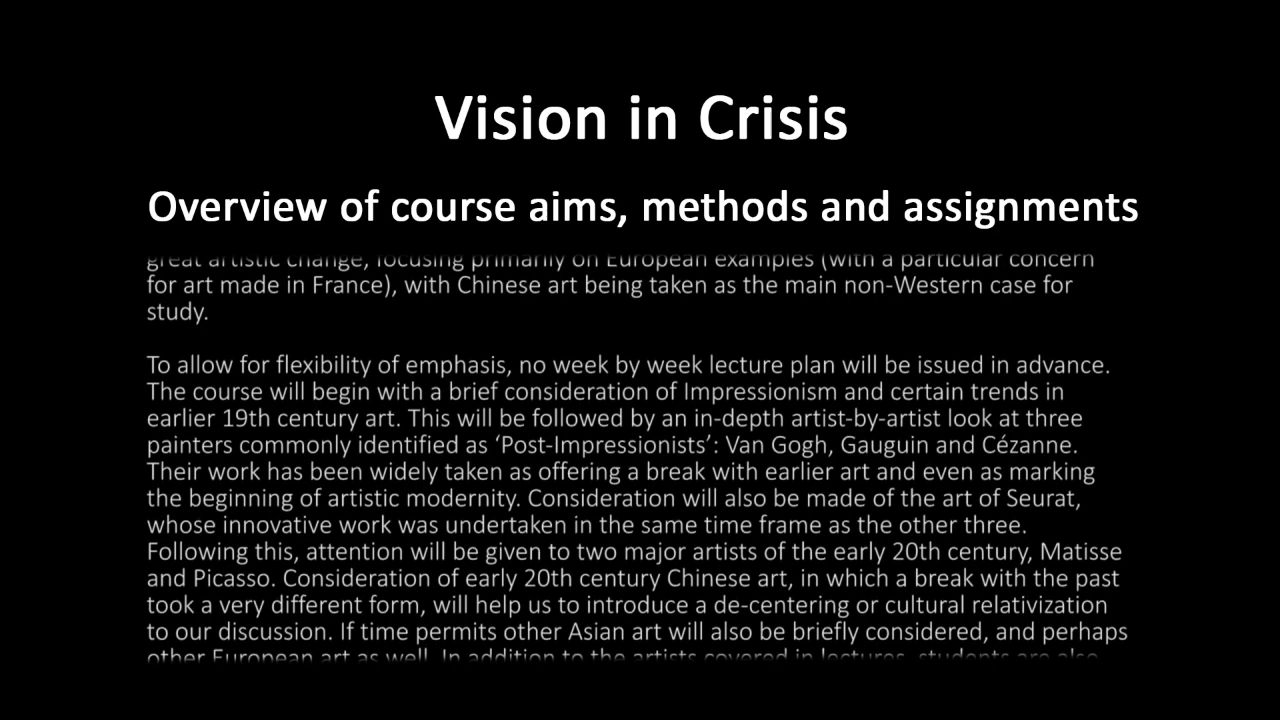 Vision in Crisis
Overview of course aims, methods and assignments
great artistic change, focusing primarily on European examples (with a particular concern
for art made in France), with Chinese art being taken as the main non-Western case for
study.
To allow for flexibility of emphasis, no week by week lecture plan will be issued in advance.
The course will begin with a brief consideration of Impressionism and certain trends in
earlier 19th century art. This will be followed by an in-depth artist-by-artist look at three
painters commonly identified as ‘Post-Impressionists’: Van Gogh, Gauguin and Cézanne.
Their work has been widely taken as offering a break with earlier art and even as marking
the beginning of artistic modernity. Consideration will also be made of the art of Seurat,
whose innovative work was undertaken in the same time frame as the other three.
Following this, attention will be given to two major artists of the early 20th century, Matisse
and Picasso. Consideration of early 20th century Chinese art, in which a break with the past
took a very different form, will help us to introduce a de-centering or cultural relativization
to our discussion. If time permits other Asian art will also be briefly considered, and perhaps
other European art as well. In addition to the artists covered in lectures, students are also